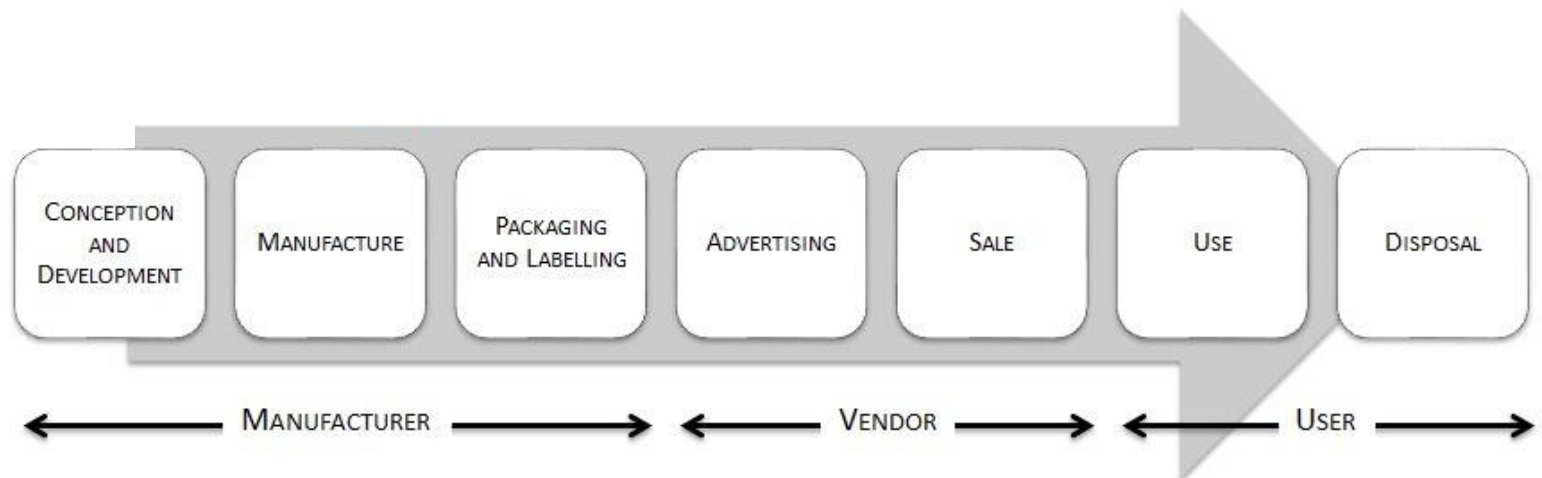 CONCEPTION
AND
DEVELOPMENT
MANUFACTURE
PACKAGING
AND LABELLING
ADVERTISING
SALE
USE
DISPOSAL
MANUFACTURER
VENDOR
USER